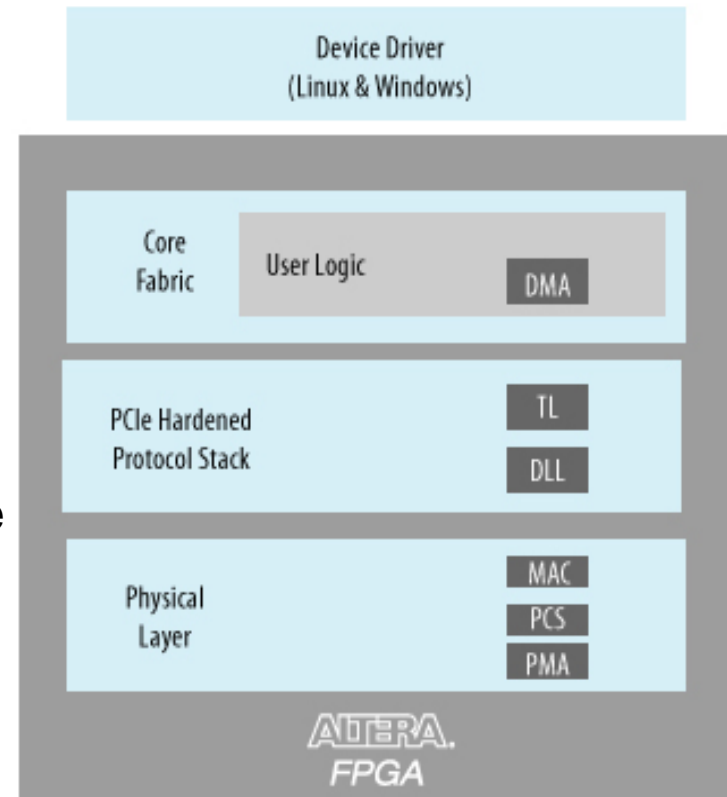 Device Driver
(Linux & Windows)
Core
Fabric
User Logic
DMA
PCIe Hardened
Protocol Stack
TL
DLL
e
Physical
Layer
MAC
PCS
PMA
ALTERA.
FPGA